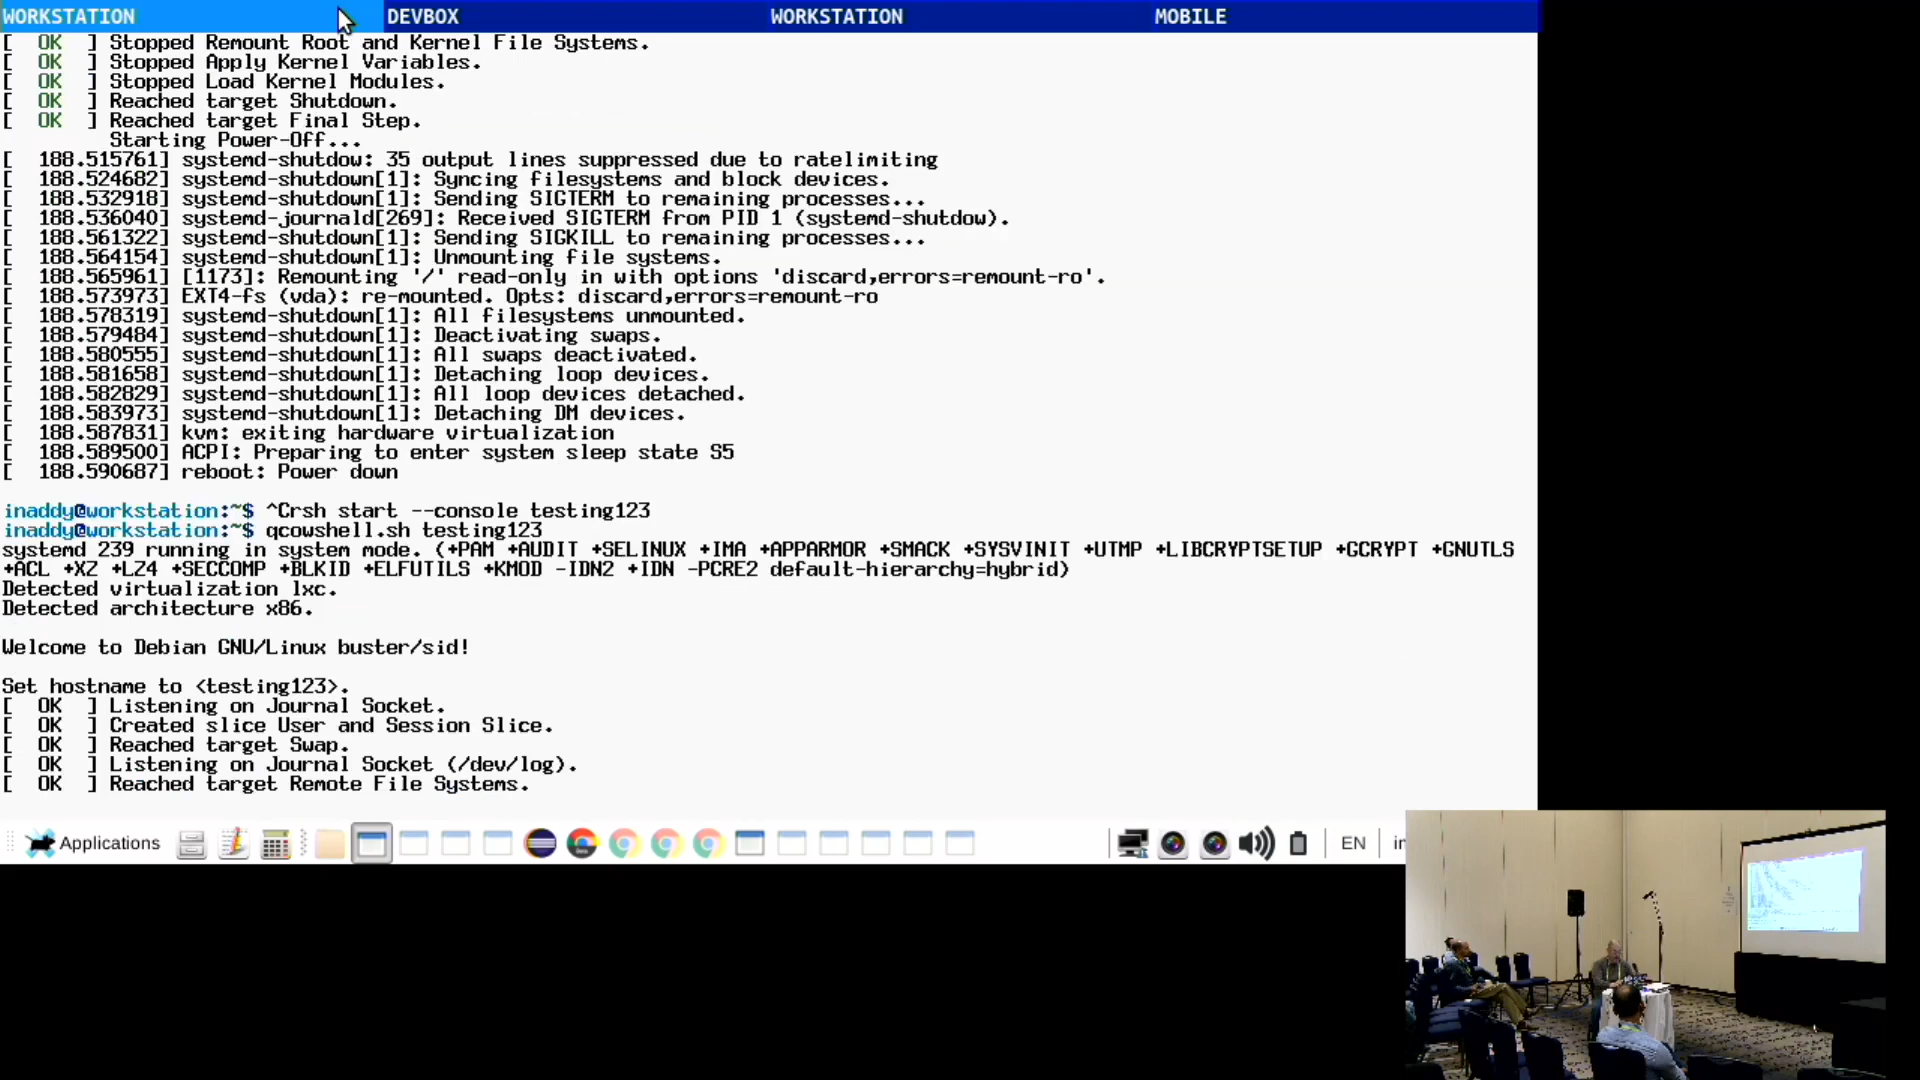 WORKSTATION DEVBOX WORKSTATION MOBILE
[  OK  ] Stopped Remount Root and Kernel File Systems.
[  OK  ] Stopped Apply Kernel Variables.
[  OK  ] Stopped Load Kernel Modules.
[  OK  ] Reached target Shutdown.
[  OK  ] Reached target Final Step.
         Starting Power-Off...
[  188.515761] systemd-shutdow: 35 output lines suppressed due to ratelimiting
[  188.524682] systemd-shutdown[1]: Syncing filesystems and block devices.
[  188.532918] systemd-shutdown[1]: Sending SIGTERM to remaining processes...
[  188.536040] systemd-journald[269]: Received SIGTERM from PID 1 (systemd-shutdow).
[  188.561322] systemd-shutdown[1]: Sending SIGKILL to remaining processes...
[  188.564154] systemd-shutdown[1]: Unmounting file systems.
[  188.565961] [1173]: Remounting '/' read-only in with options 'discard,errors=remount-ro'.
[  188.573973] EXT4-fs (vda): re-mounted. Opts: discard,errors=remount-ro
[  188.578319] systemd-shutdown[1]: All filesystems unmounted.
[  188.579484] systemd-shutdown[1]: Deactivating swaps.
[  188.580555] systemd-shutdown[1]: All swaps deactivated.
[  188.581658] systemd-shutdown[1]: Detaching loop devices.
[  188.582829] systemd-shutdown[1]: All loop devices detached.
[  188.583973] systemd-shutdown[1]: Detaching DM devices.
[  188.587831] kvm: exiting hardware virtualization
[  188.589500] ACPI: Preparing to enter system sleep state S5
[  188.590687] reboot: Power down
inaddy@workstation:~$ ^Crsh start --console testing123
inaddy@workstation:~$ qcowshell.sh testing123
systemd 239 running in system mode. (+PAM +AUDIT +SELINUX +IMA +APPARMOR +SMACK +SYSVINIT +UTMP +LIBCRYPTSETUP +GCRYPT +GNUTLS
+ACL +XZ +LZ4 +SECCOMP +BLKID +ELFUTILS +KMOD -IDN2 +IDN -PCRE2 default-hierarchy=hybrid)
Detected virtualization lxc.
Detected architecture x86.
Welcome to Debian GNU/Linux buster/sid!
Set hostname to <testing123>.
[  OK  ] Listening on Journal Socket.
[  OK  ] Created slice User and Session Slice.
[  OK  ] Reached target Swap.
[  OK  ] Listening on Journal Socket (/dev/log).
[  OK  ] Reached target Remote File Systems.
Applications EN in